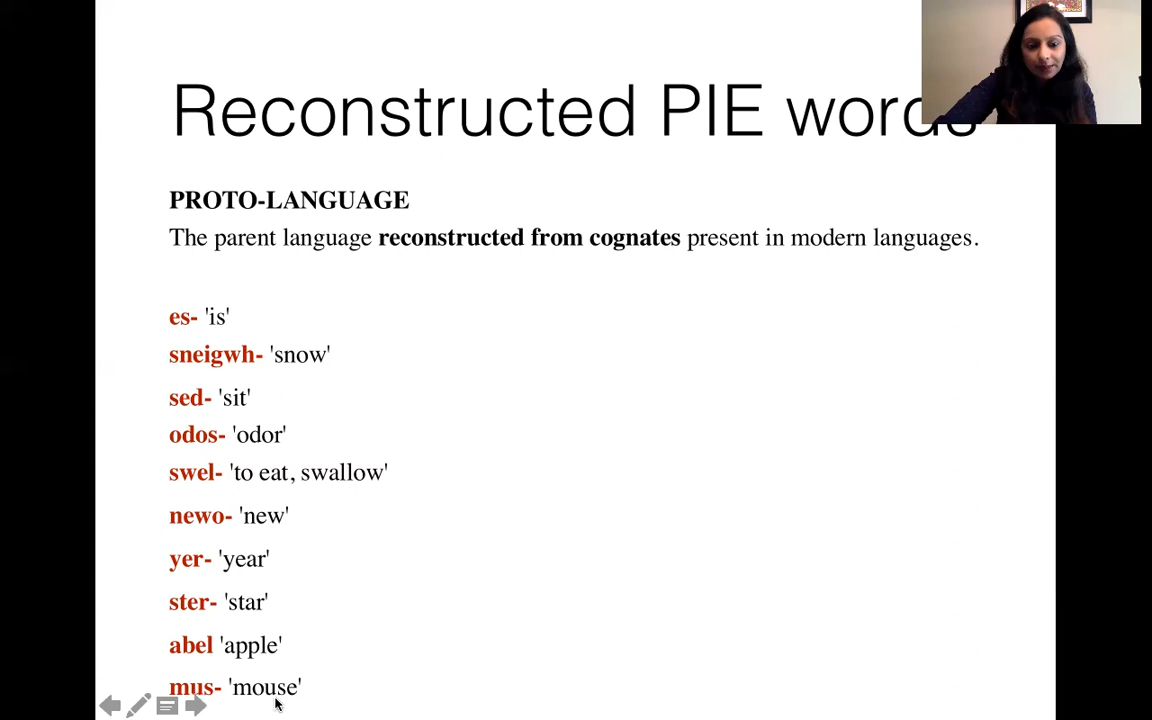 Reconstructed PIE words
PROTO-LANGUAGE
The parent language reconstructed from cognates present in modern languages.
es- 'is'
sneigwh- 'snow'
sed- 'sit'
odos- 'odor'
swel- 'to eat, swallow'
newo- 'new'
yer- 'year'
ster- 'star'
abel 'apple'
mus- 'mouse'